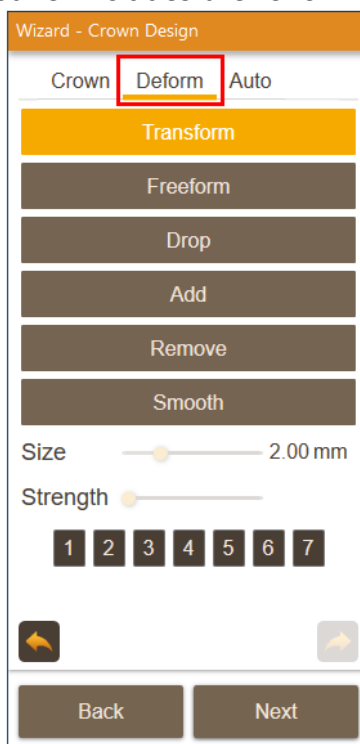 Wizard - Crown Design
Crown Deform Auto
Transform
Freeform
Drop
Add
Remove
Smooth
Size 2.00 mm
Strength
1 2 3 4 5 6 7
Back Next